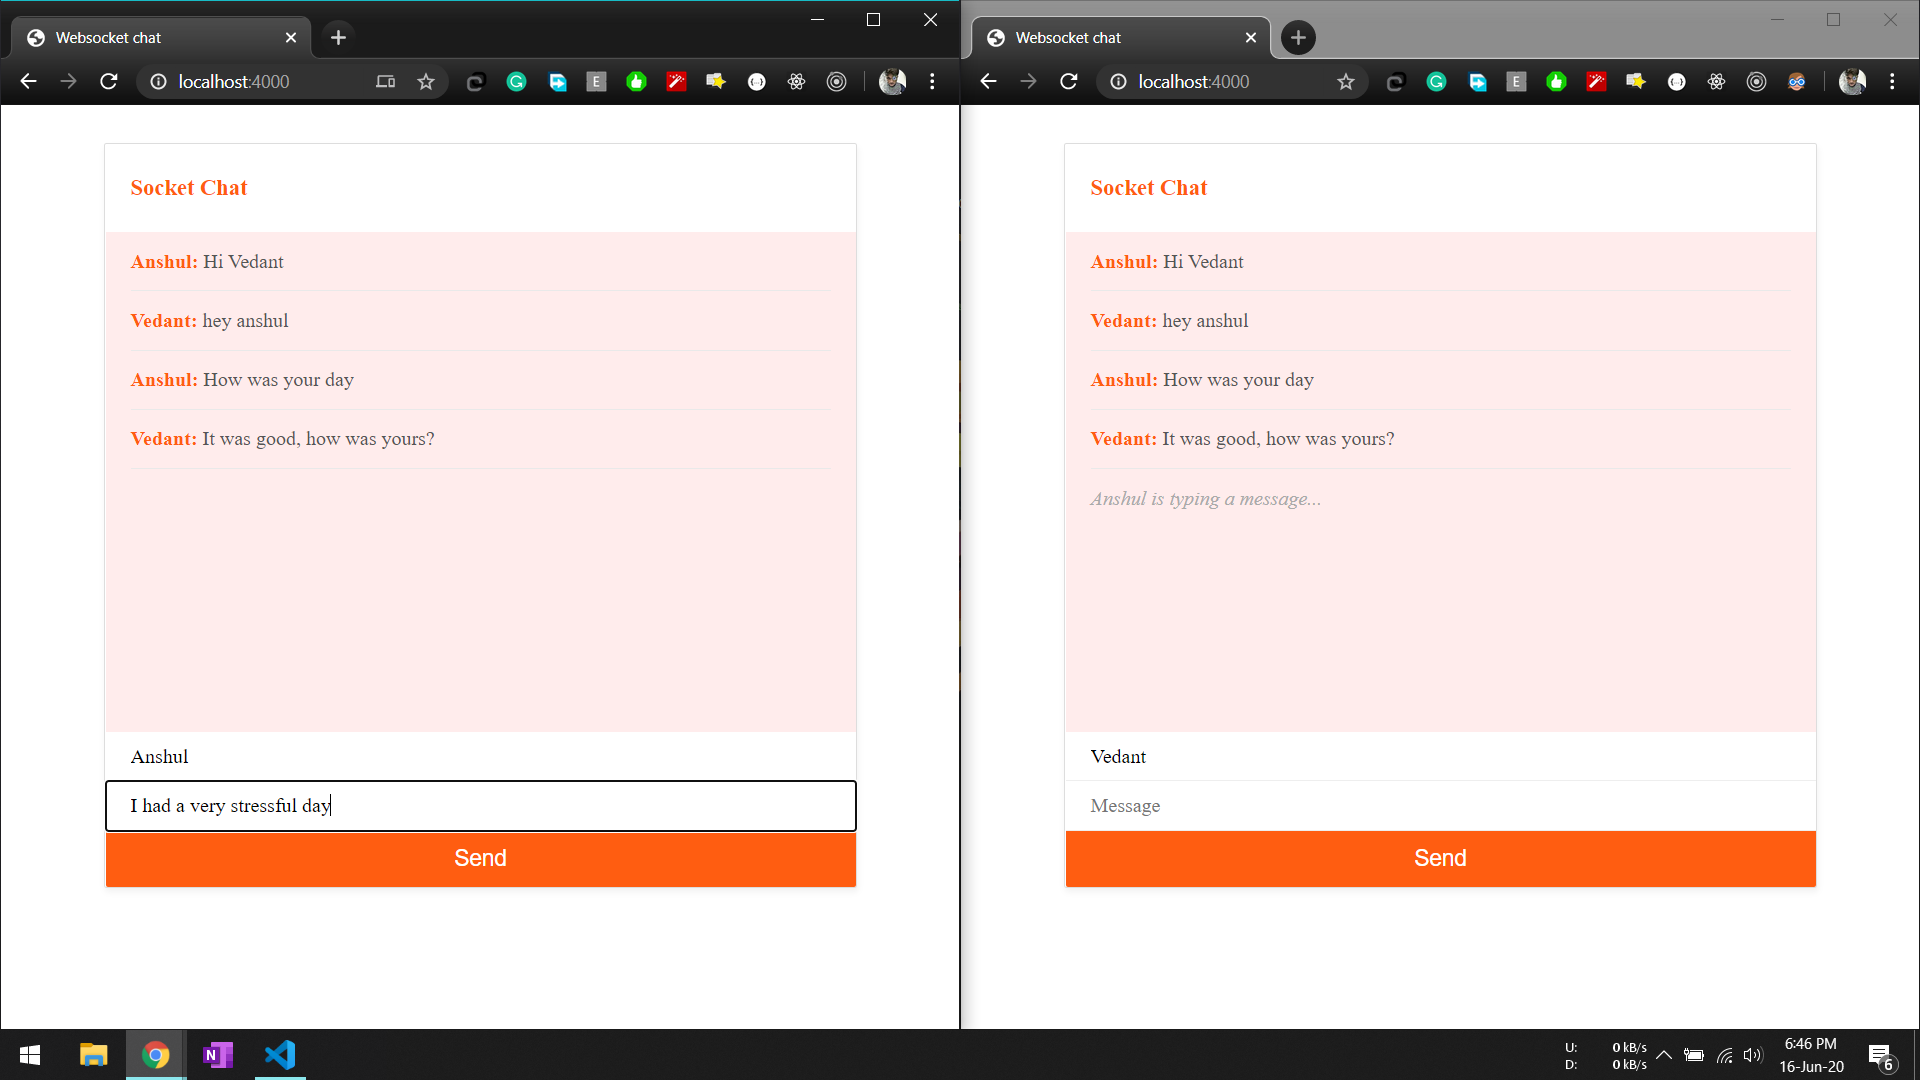 Websocket chat
localhost:4000
E
Socket Chat
Anshul: Hi Vedant
Vedant: hey anshul
Anshul: How was your day
Vedant: It was good, how was yours?
Anshul
I had a very stressful day
Send
Websocket chat
localhost:4000
E
Socket Chat
Anshul: Hi Vedant
Vedant: hey anshul
Anshul: How was your day
Vedant: It was good, how was yours?
Anshul is typing a message...
Vedant
Message
Send
N
U: 0 kB/s
D: 0 kB/s
6:46 PM
16-Jun-20
6